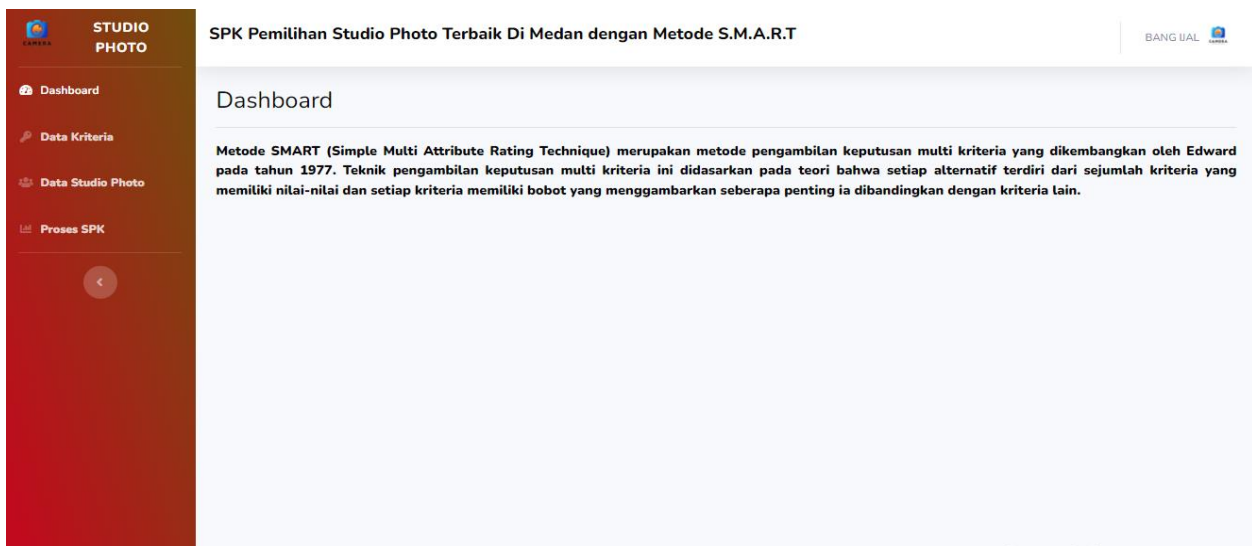 STUDIO
PHOTO
CAMERA
SPK Pemilihan Studio Photo Terbaik Di Medan dengan Metode S.M.A.R.T
BANG IJAL
CAMERA
Dashboard
Data Kriteria
Data Studio Photo
Proses SPK
Dashboard
Metode SMART (Simple Multi Attribute Rating Technique) merupakan metode pengambilan keputusan multi kriteria yang dikembangkan oleh Edward
pada tahun 1977. Teknik pengambilan keputusan multi kriteria ini didasarkan pada teori bahwa setiap alternatif terdiri dari sejumlah kriteria yang
memiliki nilai-nilai dan setiap kriteria memiliki bobot yang menggambarkan seberapa penting ia dibandingkan dengan kriteria lain.